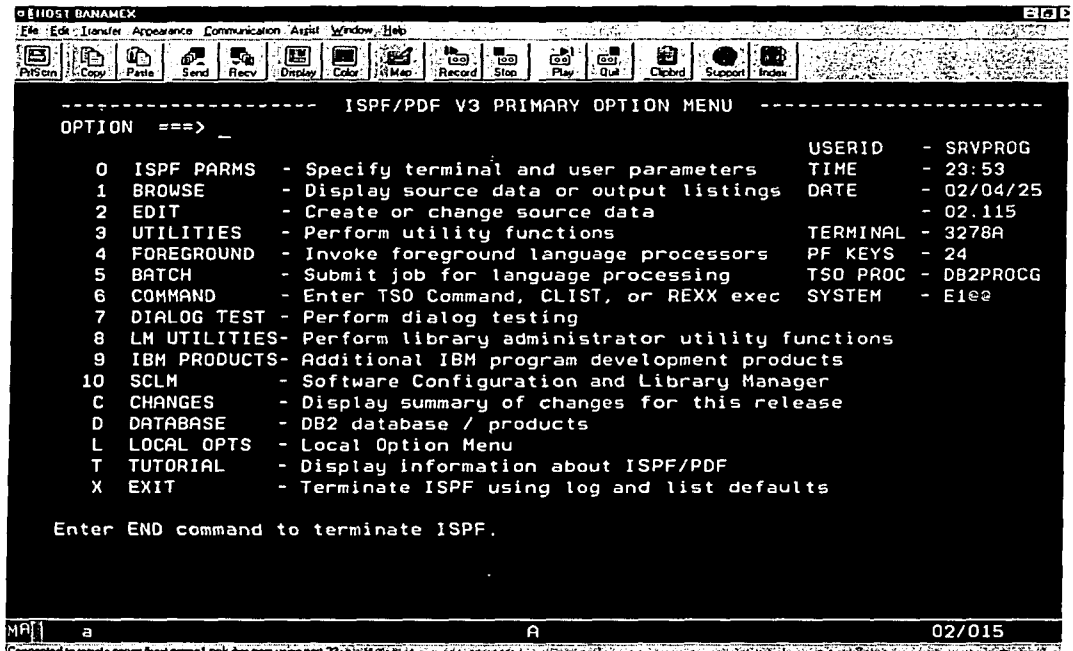 HOST BANAMEX
File Edit Transfer Appearance Communication Assist Window Help
PrtScrn Copy Paste Send Recv Display Color Map Record Stop Play Quit Clipbrd Support Index
---------------------- ISPF/PDF V3 PRIMARY OPTION MENU ------------------------
OPTION ===> _
USERID - SRVPROG
0 ISPF PARMS - Specify terminal and user parameters TIME - 23:53
1 BROWSE - Display source data or output listings DATE - 02/04/25
2 EDIT - Create or change source data - 02.115
3 UTILITIES - Perform utility functions TERMINAL - 3278A
4 FOREGROUND - Invoke foreground language processors PF KEYS - 24
5 BATCH - Submit job for language processing TSO PROC - DB2PROCG
6 COMMAND - Enter TSO Command, CLIST, or REXX exec SYSTEM - E1@@
7 DIALOG TEST - Perform dialog testing
8 LM UTILITIES- Perform library administrator utility functions
9 IBM PRODUCTS- Additional IBM program development products
10 SCLM - Software Configuration and Library Manager
C CHANGES - Display summary of changes for this release
D DATABASE - DB2 database / products
L LOCAL OPTS - Local Option Menu
T TUTORIAL - Display information about ISPF/PDF
X EXIT - Terminate ISPF using log and list defaults
Enter END command to terminate ISPF.
MA a A 02/015